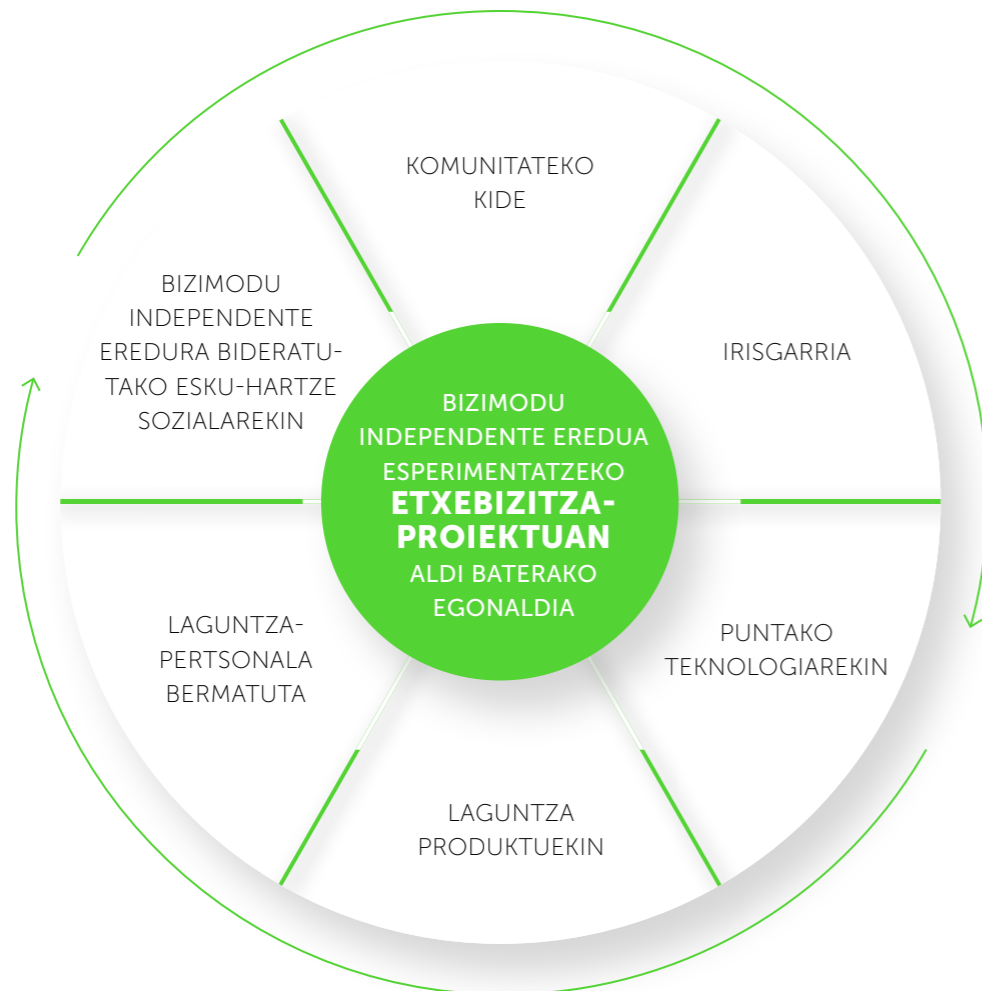 KOMUNITATEKO
KIDE
IRISGARRIA
PUNTAKO
TEKNOLOGIAREKIN
LAGUNTZA
PRODUKTUEKIN
LAGUNTZA-
PERTSONALA
BERMATUTA
BIZIMODU
INDEPENDENTE
EREDURA BIDERATU-
TAKO ESKU-HARTZE
SOZIALAREKIN
BIZIMODU
INDEPENDENTE EREDUA
ESPERIMENTATZEKO
ETXEBIZITZA-
PROIEKTUAN
ALDI BATERAKO
EGONALDIA